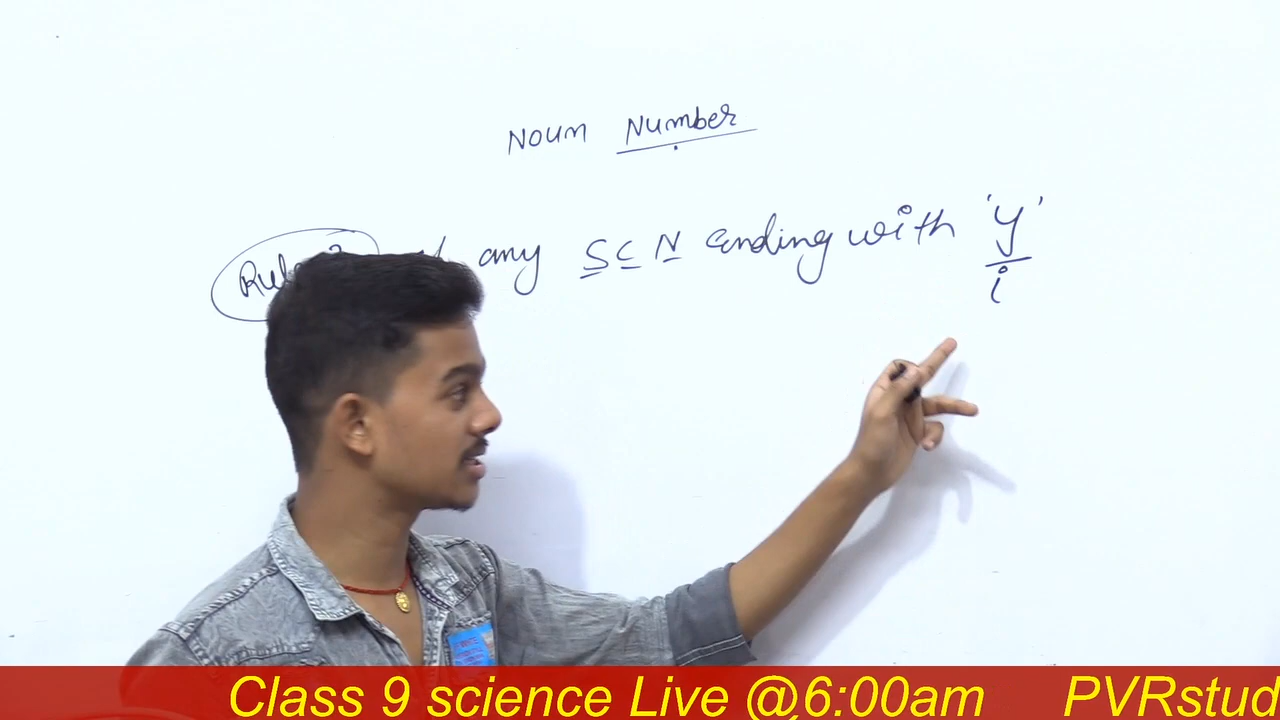 Noun Number
any S C N ending with 'y'
i
Class 9 science Live @6:00am PVRstud